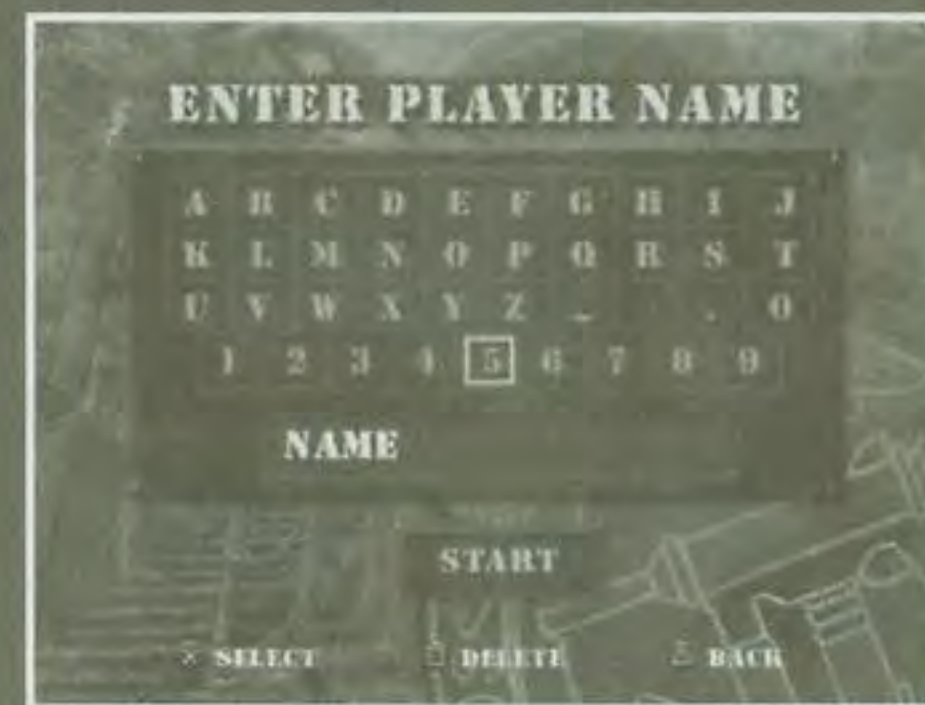 ENTER PLAYER NAME
A B C D E F G H I J
K L M N O P Q R S T
U V W X Y Z _ . 0
1 2 3 4 5 6 7 8 9
NAME
START
SELECT DELETE BACK